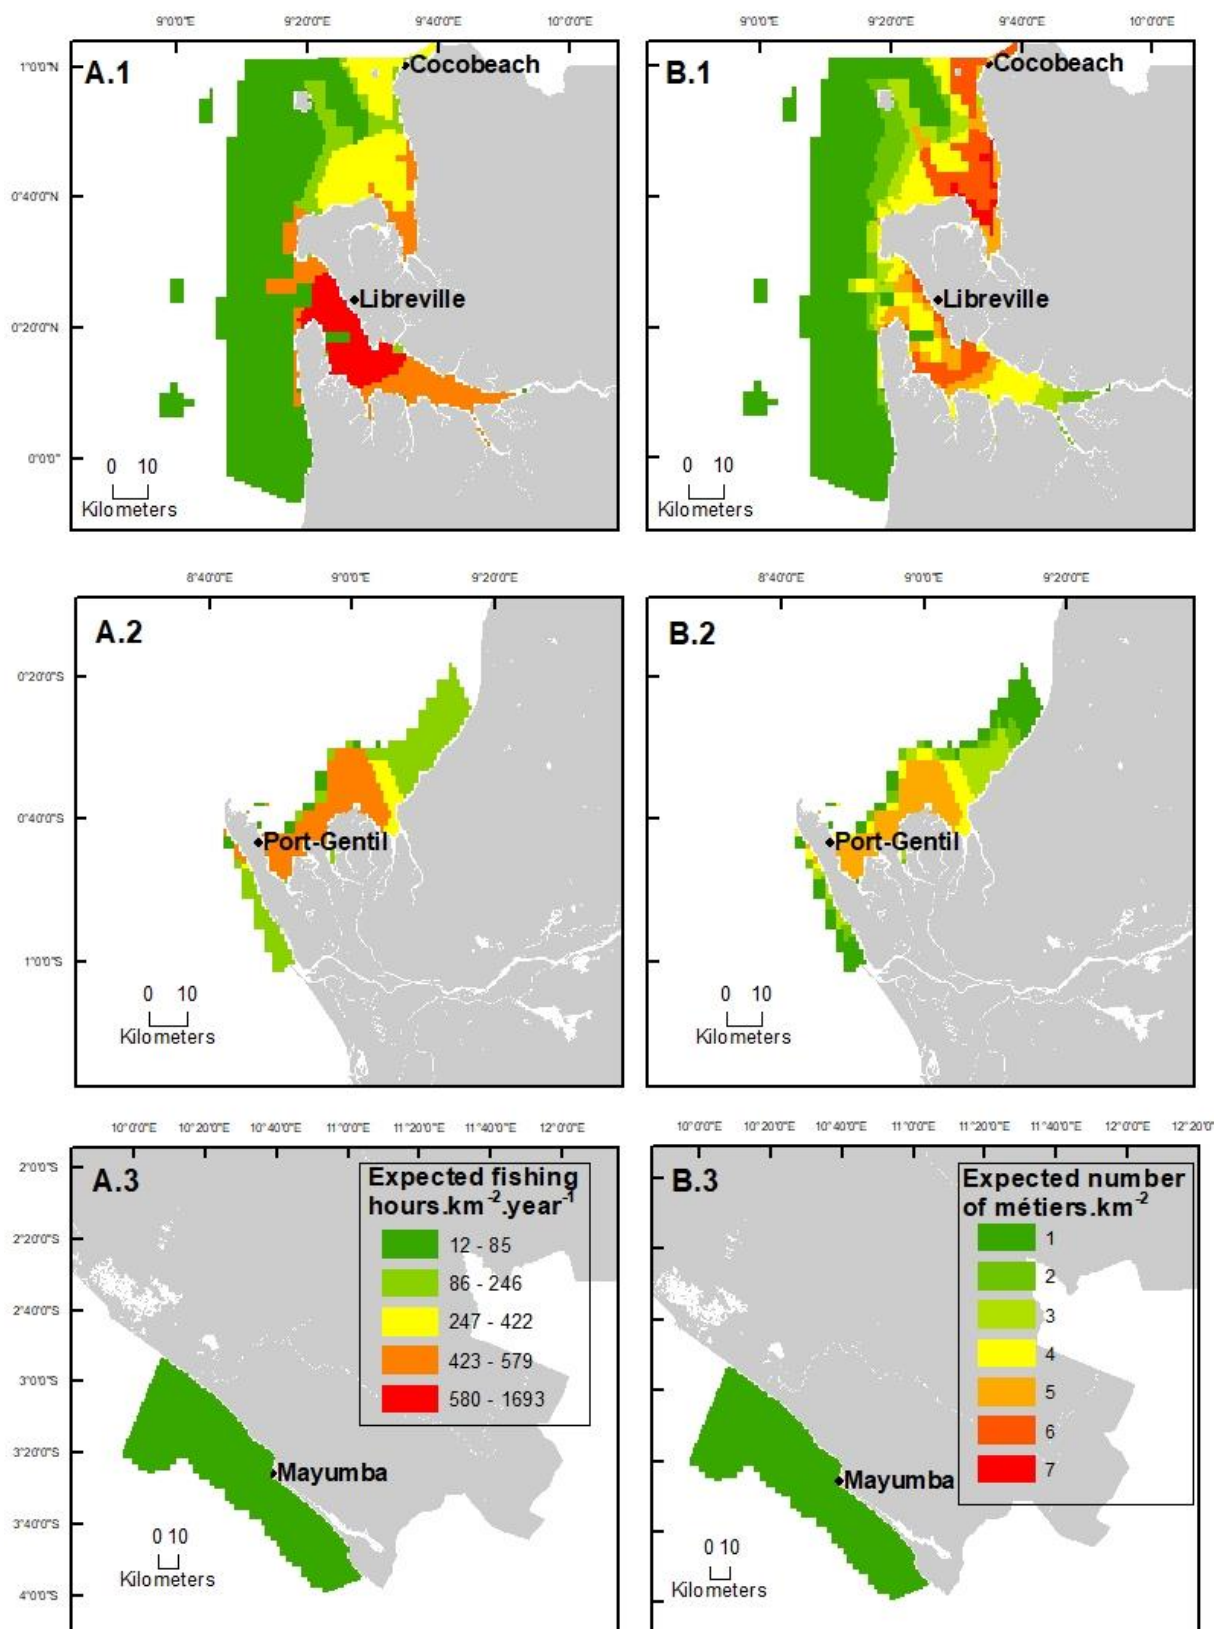 9°0'0"E 9°20'0"E 9°40'0"E 10°0'0"E
9°0'0"E 9°20'0"E 9°40'0"E 10°0'0"E
A.1
Cocobeach
1°0'0"N
0°40'0"N
0°20'0"N
0°0'0"
Libreville
0 10
Kilometers
B.1
Cocobeach
Libreville
0 10
Kilometers
8°40'0"E 9°0'0"E 9°20'0"E
8°40'0"E 9°0'0"E 9°20'0"E
A.2
0°20'0"S
0°40'0"S
1°0'0"S
Port-Gentil
0 10
Kilometers
B.2
Port-Gentil
0 10
Kilometers
10°0'0"E 10°20'0"E 10°40'0"E 11°0'0"E 11°20'0"E 11°40'0"E 12°0'0"E
10°0'0"E 10°20'0"E 10°40'0"E 11°0'0"E 11°20'0"E 11°40'0"E 12°0'0"E 12°20'0
2°0'0"S
2°20'0"S
2°40'0"S
3°0'0"S
3°20'0"S
3°40'0"S
4°0'0"S
A.3
Expected fishing
hours.km⁻².year⁻¹
12 - 85
86 - 246
247 - 422
423 - 579
580 - 1693
Mayumba
0 10
Kilometers
B.3
Expected number
of métiers.km⁻²
1
2
3
4
5
6
7
Mayumba
0 10
Kilometers